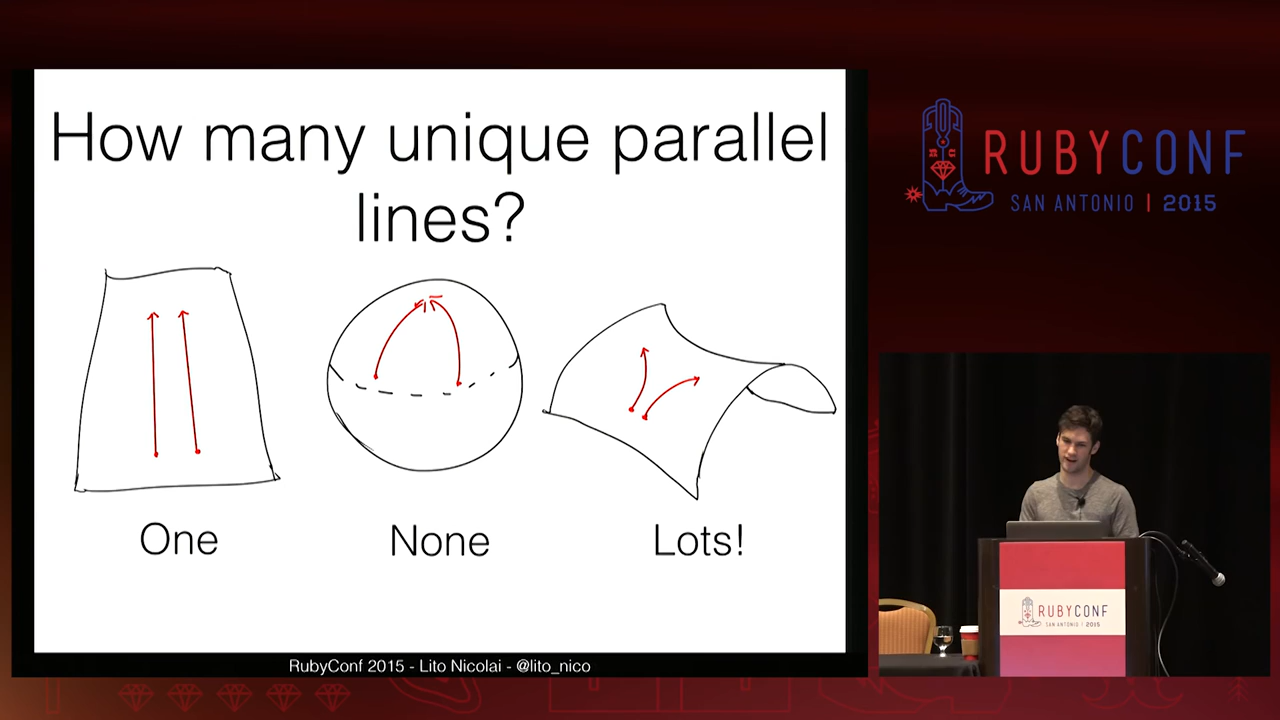 How many unique parallel
lines?
One
None
Lots!
RubyConf 2015 - Lito Nicolai - @lito_nico
RUBYCONF
SAN ANTONIO | 2015
RUBYCONF
SAN ANTONIO | 2015